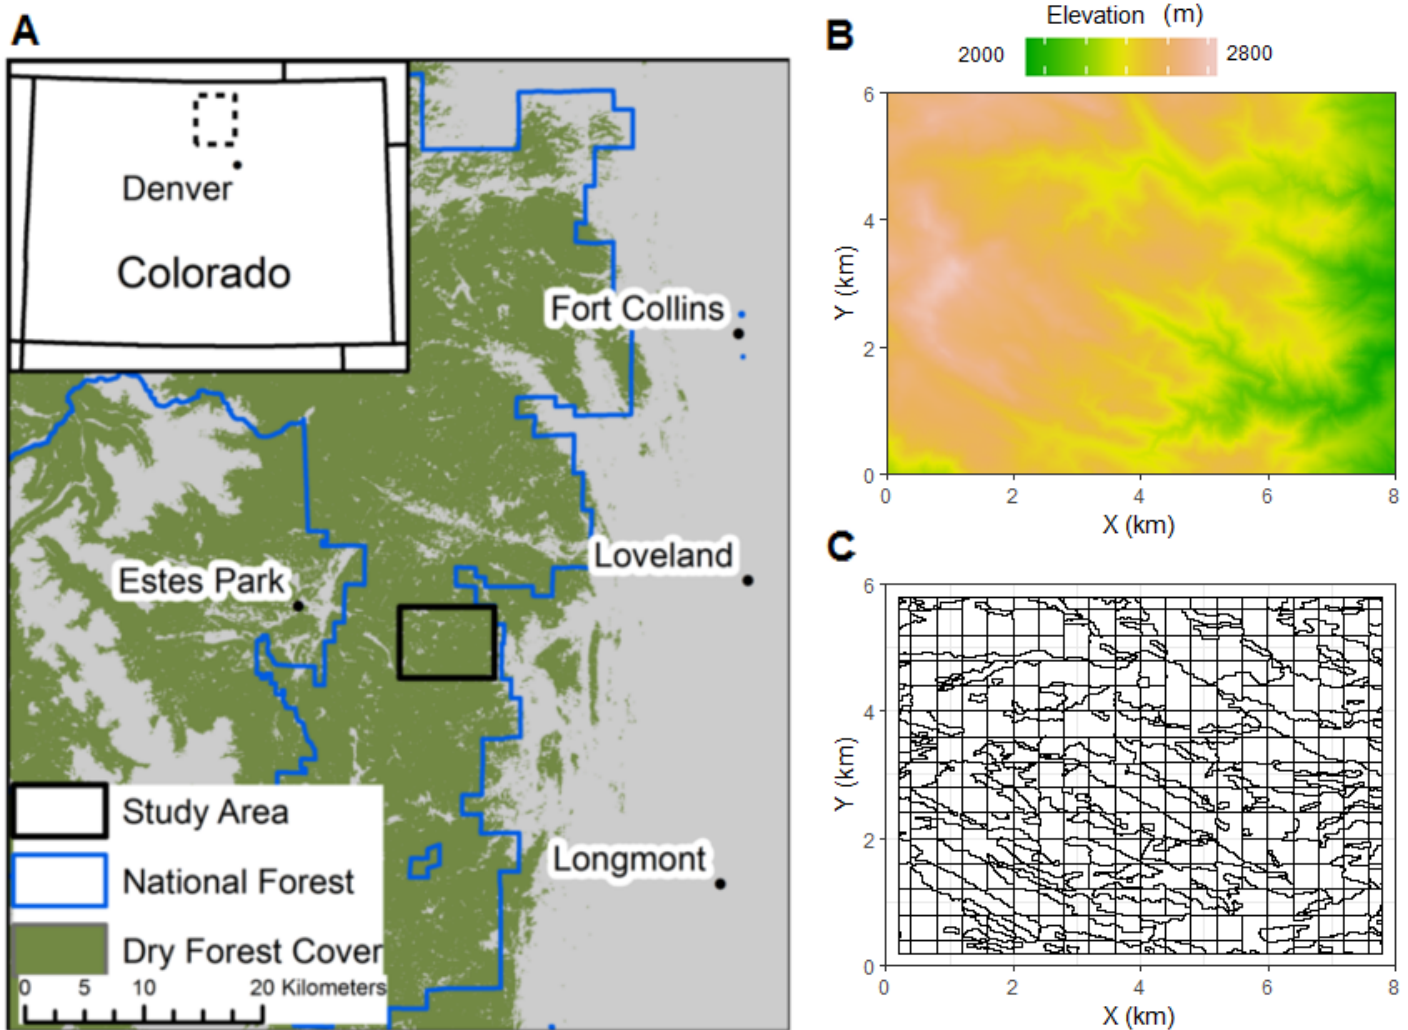 A
Denver
Colorado
Fort Collins
Loveland
Estes Park
Longmont
Study Area
National Forest
Dry Forest Cover
0 5 10 20 Kilometers
B
Elevation (m)
2000 2800
6
4
2
0
Y (km)
0 2 4 6 8
X (km)
C
6
4
2
0
Y (km)
0 2 4 6 8
X (km)